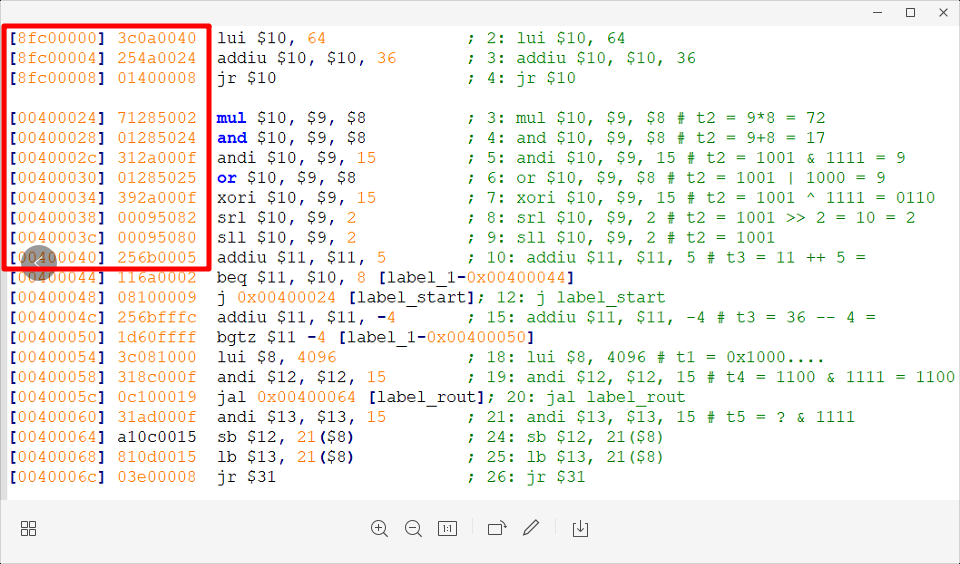 [8fc00000] 3c0a0040 lui $10, 64 ; 2: lui $10, 64
[8fc00004] 254a0024 addiu $10, $10, 36 ; 3: addiu $10, $10, 36
[8fc00008] 01400008 jr $10 ; 4: jr $10
[00400024] 71285002 mul $10, $9, $8 ; 3: mul $10, $9, $8 # t2 = 9*8 = 72
[00400028] 01285024 and $10, $9, $8 ; 4: and $10, $9, $8 # t2 = 9+8 = 17
[0040002c] 312a000f andi $10, $9, 15 ; 5: andi $10, $9, 15 # t2 = 1001 & 1111 = 9
[00400030] 01285025 or $10, $9, $8 ; 6: or $10, $9, $8 # t2 = 1001 | 1000 = 9
[00400034] 392a000f xori $10, $9, 15 ; 7: xori $10, $9, 15 # t2 = 1001 ^ 1111 = 0110
[00400038] 00095082 srl $10, $9, 2 ; 8: srl $10, $9, 2 # t2 = 1001 >> 2 = 10 = 2
[0040003c] 00095080 sll $10, $9, 2 ; 9: sll $10, $9, 2 # t2 = 1001
[00400040] 256b0005 addiu $11, $11, 5 ; 10: addiu $11, $11, 5 # t3 = 11 ++ 5 =
[00400044] 116a0002 beq $11, $10, 8 [label_1-0x00400044]
[00400048] 08100009 j 0x00400024 [label_start]; 12: j label_start
[0040004c] 256bfffc addiu $11, $11, -4 ; 15: addiu $11, $11, -4 # t3 = 36 -- 4 =
[00400050] 1d60ffff bgtz $11 -4 [label_1-0x00400050]
[00400054] 3c081000 lui $8, 4096 ; 18: lui $8, 4096 # t1 = 0x1000....
[00400058] 318c000f andi $12, $12, 15 ; 19: andi $12, $12, 15 # t4 = 1100 & 1111 = 1100
[0040005c] 0c100019 jal 0x00400064 [label_rout]; 20: jal label_rout
[00400060] 31ad000f andi $13, $13, 15 ; 21: andi $13, $13, 15 # t5 = ? & 1111
[00400064] a10c0015 sb $12, 21($8) ; 24: sb $12, 21($8)
[00400068] 810d0015 lb $13, 21($8) ; 25: lb $13, 21($8)
[0040006c] 03e00008 jr $31 ; 26: jr $31
1:1